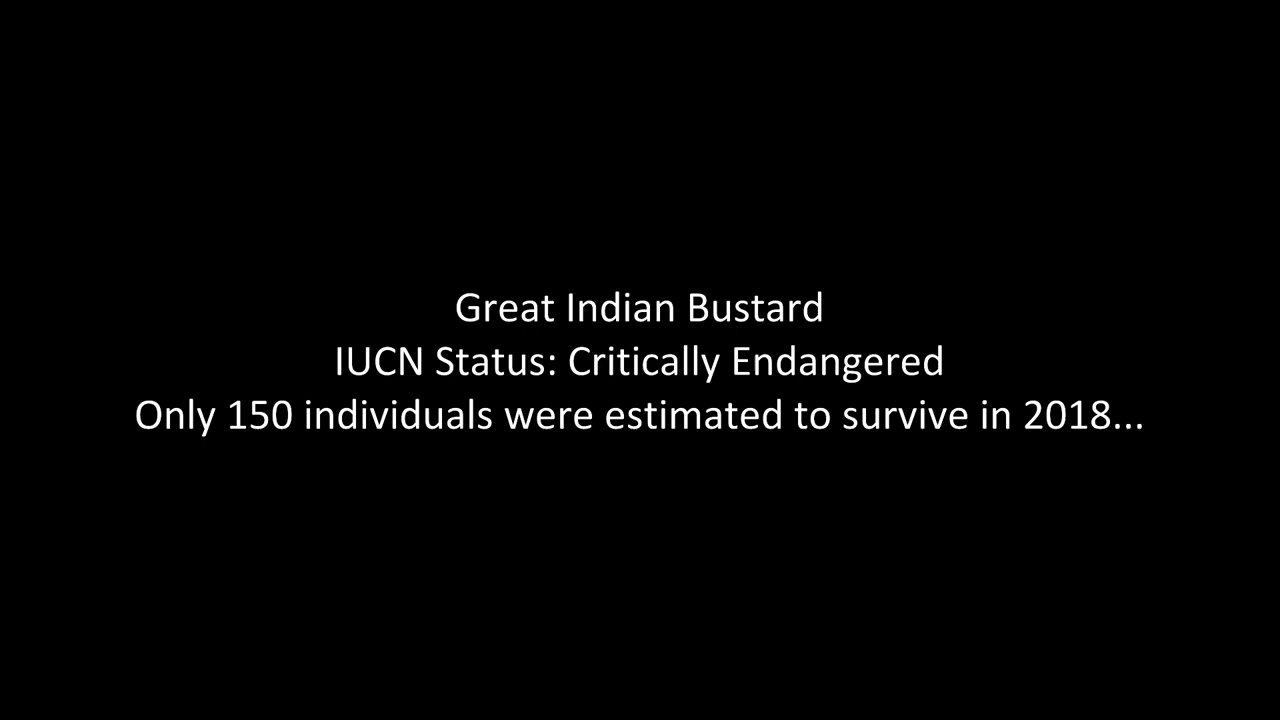 Great Indian Bustard
IUCN Status: Critically Endangered
Only 150 individuals were estimated to survive in 2018...